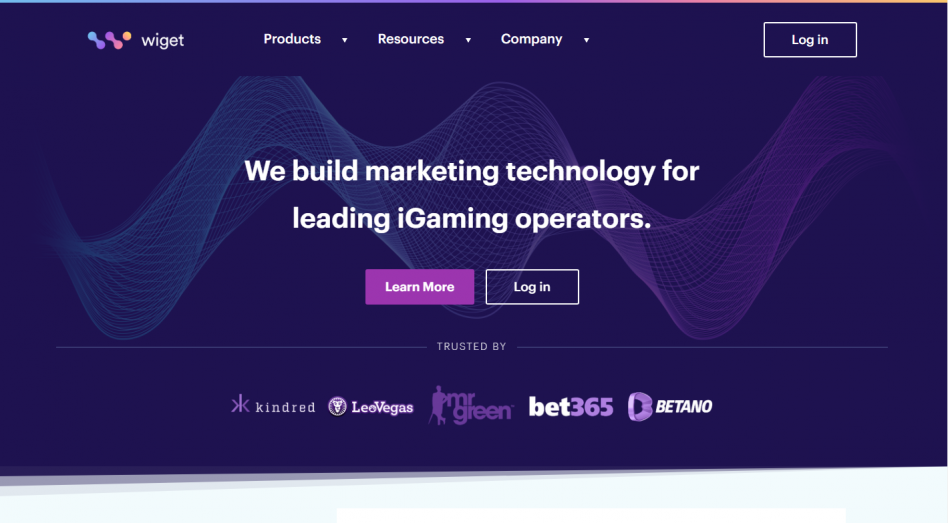 wiget
Products
Resources
Company
Log in
We build marketing technology for
leading iGaming operators.
Learn More
Log in
TRUSTED BY
kindred
LeoVegas
mr
green
bet365
BETANO